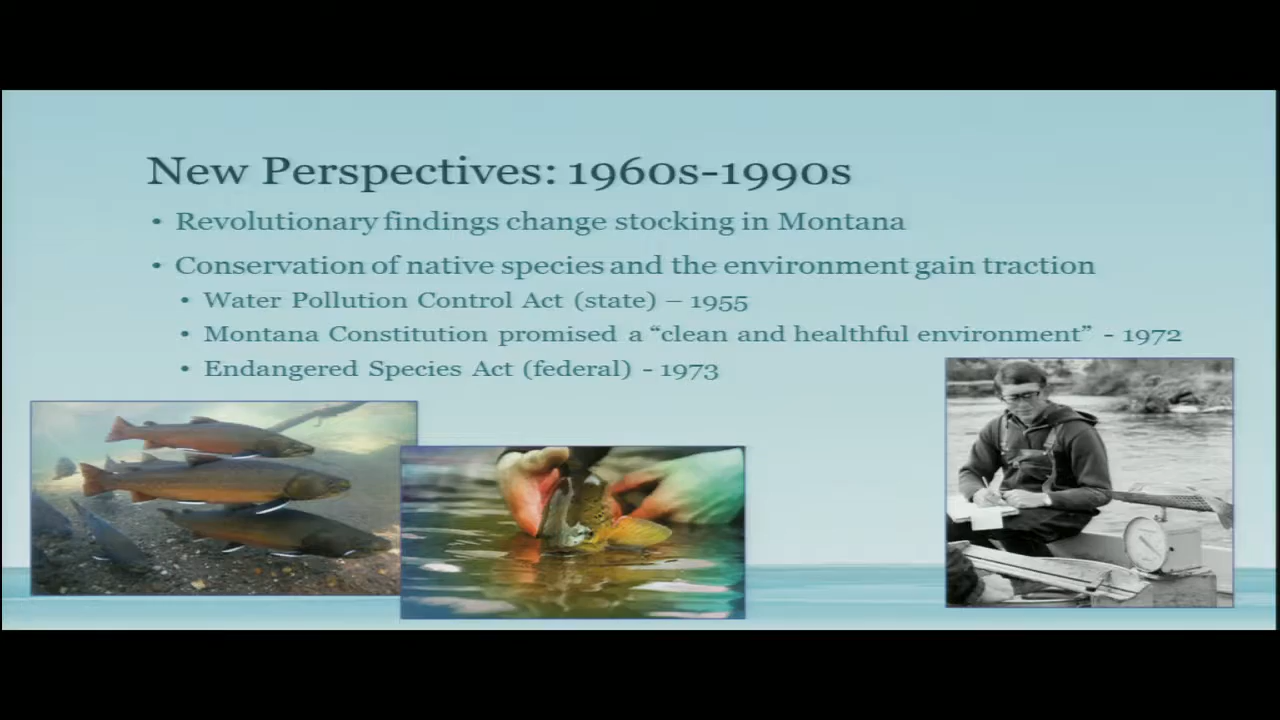 New Perspectives: 1960s-1990s
• Revolutionary findings change stocking in Montana
• Conservation of native species and the environment gain traction
• Water Pollution Control Act (state) – 1955
• Montana Constitution promised a “clean and healthful environment” - 1972
• Endangered Species Act (federal) - 1973